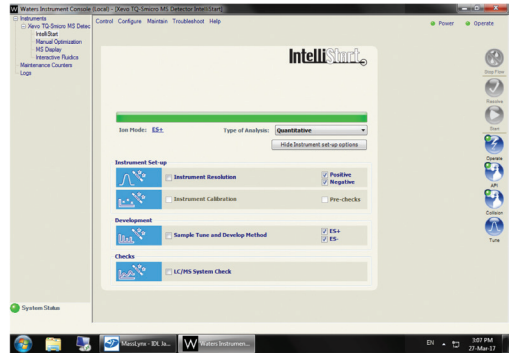 Waters Instrument Console (Local) - [Xevo TQ-Smicro MS Detector IntelliStart]
Control Configure Maintain Troubleshoot Help
Power Operate
Instruments
Xevo TQ-Smicro MS Detec
IntelliStart
Manual Optimization
MS Display
Interactive Fluidics
Maintenance Counters
Logs
IntelliStart
Ion Mode: ES+ Type of Analysis: Quantitative
Hide Instrument set-up options
Instrument Set-up
Instrument Resolution
Positive
Negative
Instrument Calibration
Pre-checks
Development
Sample Tune and Develop Method
ES+
ES-
Checks
LC/MS System Check
Stop Flow
Resolve
Start
Operate
API
Collision
Tune
System Status
MassLynx - IDL Ja...
Waters Instrumen...
EN
3:07 PM
27-Mar-17